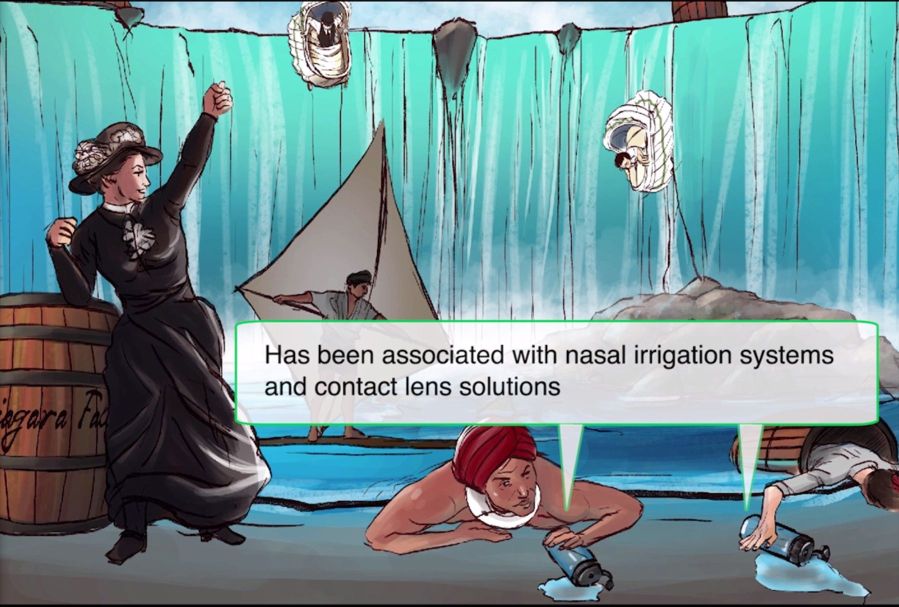 Has been associated with nasal irrigation systems
and contact lens solutions